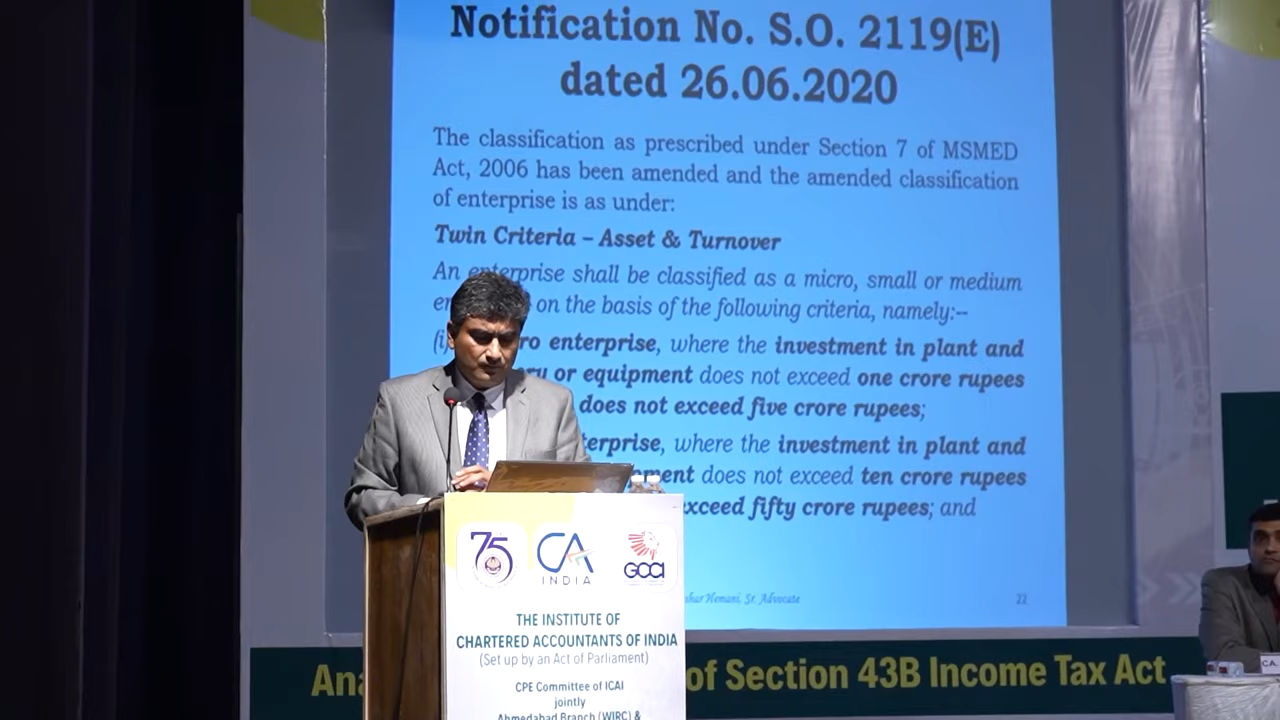 Notification No. S.O. 2119(E)
dated 26.06.2020
The classification as prescribed under Section 7 of MSMED
Act, 2006 has been amended and the amended classification
of enterprise is as under:
Twin Criteria – Asset & Turnover
An enterprise shall be classified as a micro, small or medium
on the basis of the following criteria, namely:--
(i) enterprise, where the investment in plant and
or equipment does not exceed one crore rupees
does not exceed five crore rupees;
where the investment in plant and
does not exceed ten crore rupees
fifty crore rupees; and
Hemani, Sr. Advocate
22
75
CA
INDIA
GCCI
THE INSTITUTE OF
CHARTERED ACCOUNTANTS OF INDIA
(Set up by an Act of Parliament)
CPE Committee of ICAI
jointly
Ahmedabad Branch (WIRC) &
of Section 43B Income Tax Act
CA